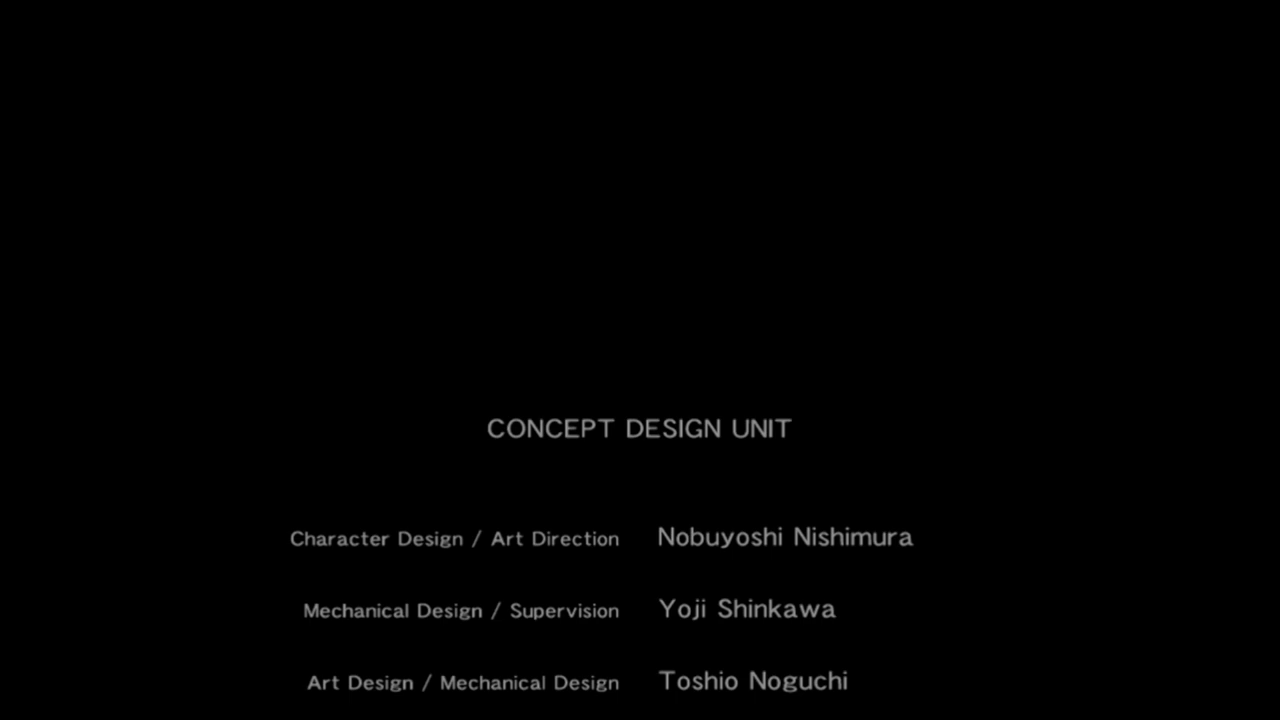 CONCEPT DESIGN UNIT
Character Design / Art Direction Nobuyoshi Nishimura
Mechanical Design / Supervision Yoji Shinkawa
Art Design / Mechanical Design Toshio Noguchi